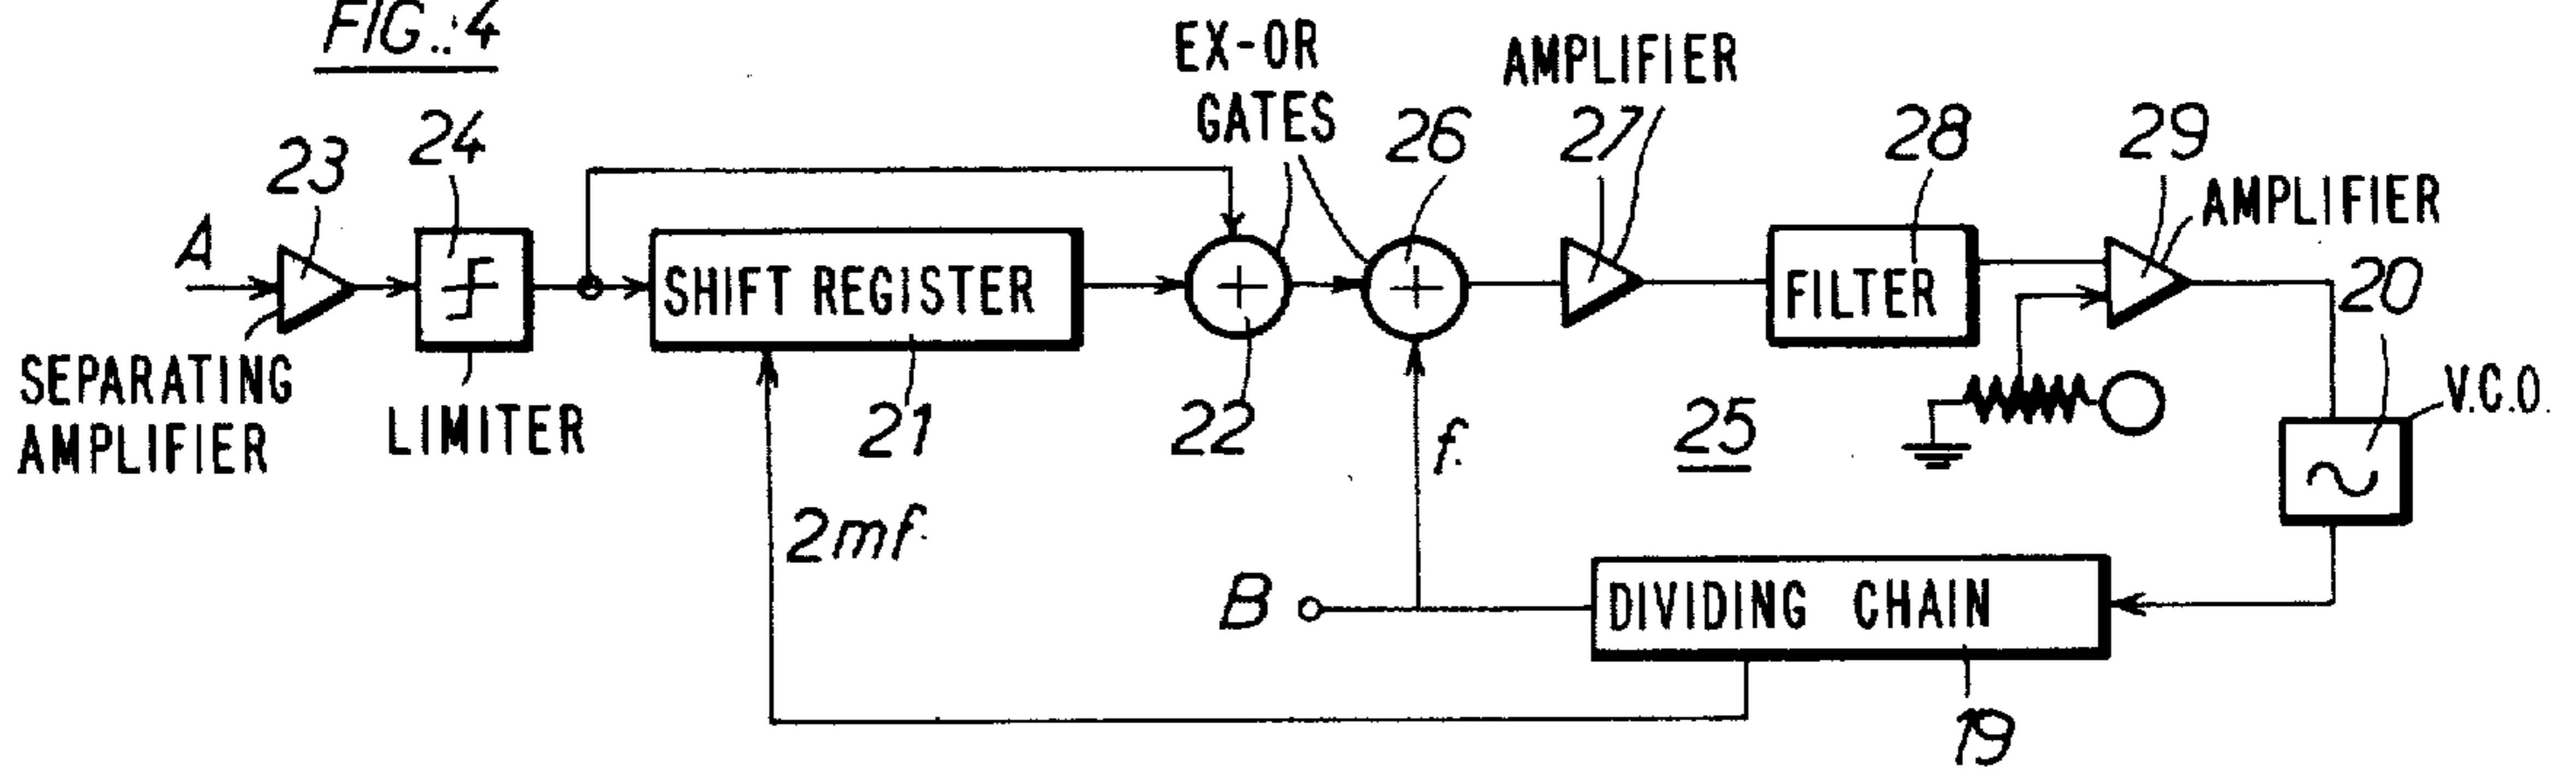 FIG.:4
EX-OR
GATES
AMPLIFIER
23
24
26
27
28
29
AMPLIFIER
A
SHIFT REGISTER
FILTER
20
SEPARATING
AMPLIFIER
LIMITER
21
22
25
V.C.O.
f
2mf
B
DIVIDING CHAIN
19